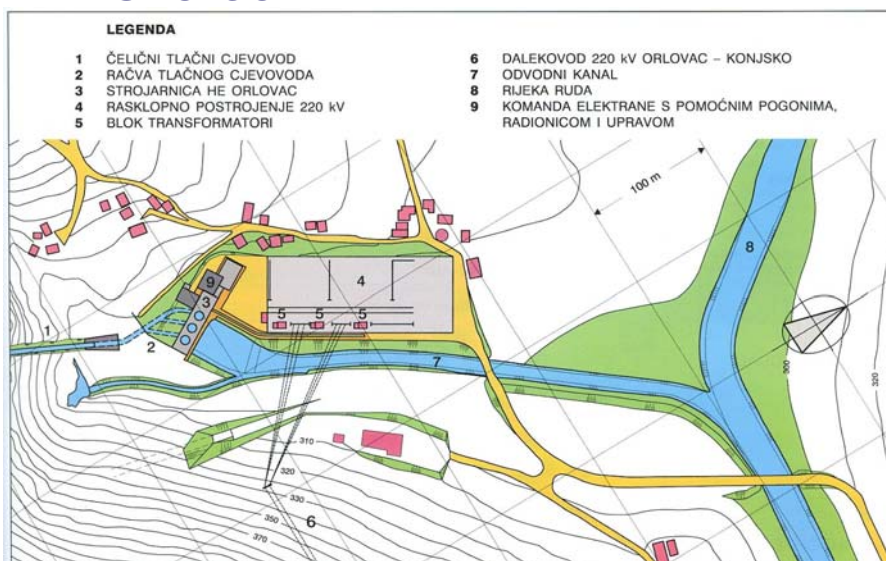 LEGENDA
1 ČELIČNI TLAČNI CJEVOVOD
2 RAČVA TLAČNOG CJEVOVODA
3 STROJARNICA HE ORLOVAC
4 RASKLOPNO POSTROJENJE 220 kV
5 BLOK TRANSFORMATORI
6 DALEKOVOD 220 kV ORLOVAC – KONJSKO
7 ODVODNI KANAL
8 RIJEKA RUDA
9 KOMANDA ELEKTRANE S POMOĆNIM POGONIMA,
RADIONICOM I UPRAVOM
100 m
8
9
4
3
5 5 5
1
2
7
300
320
310
320
330
350
370
6